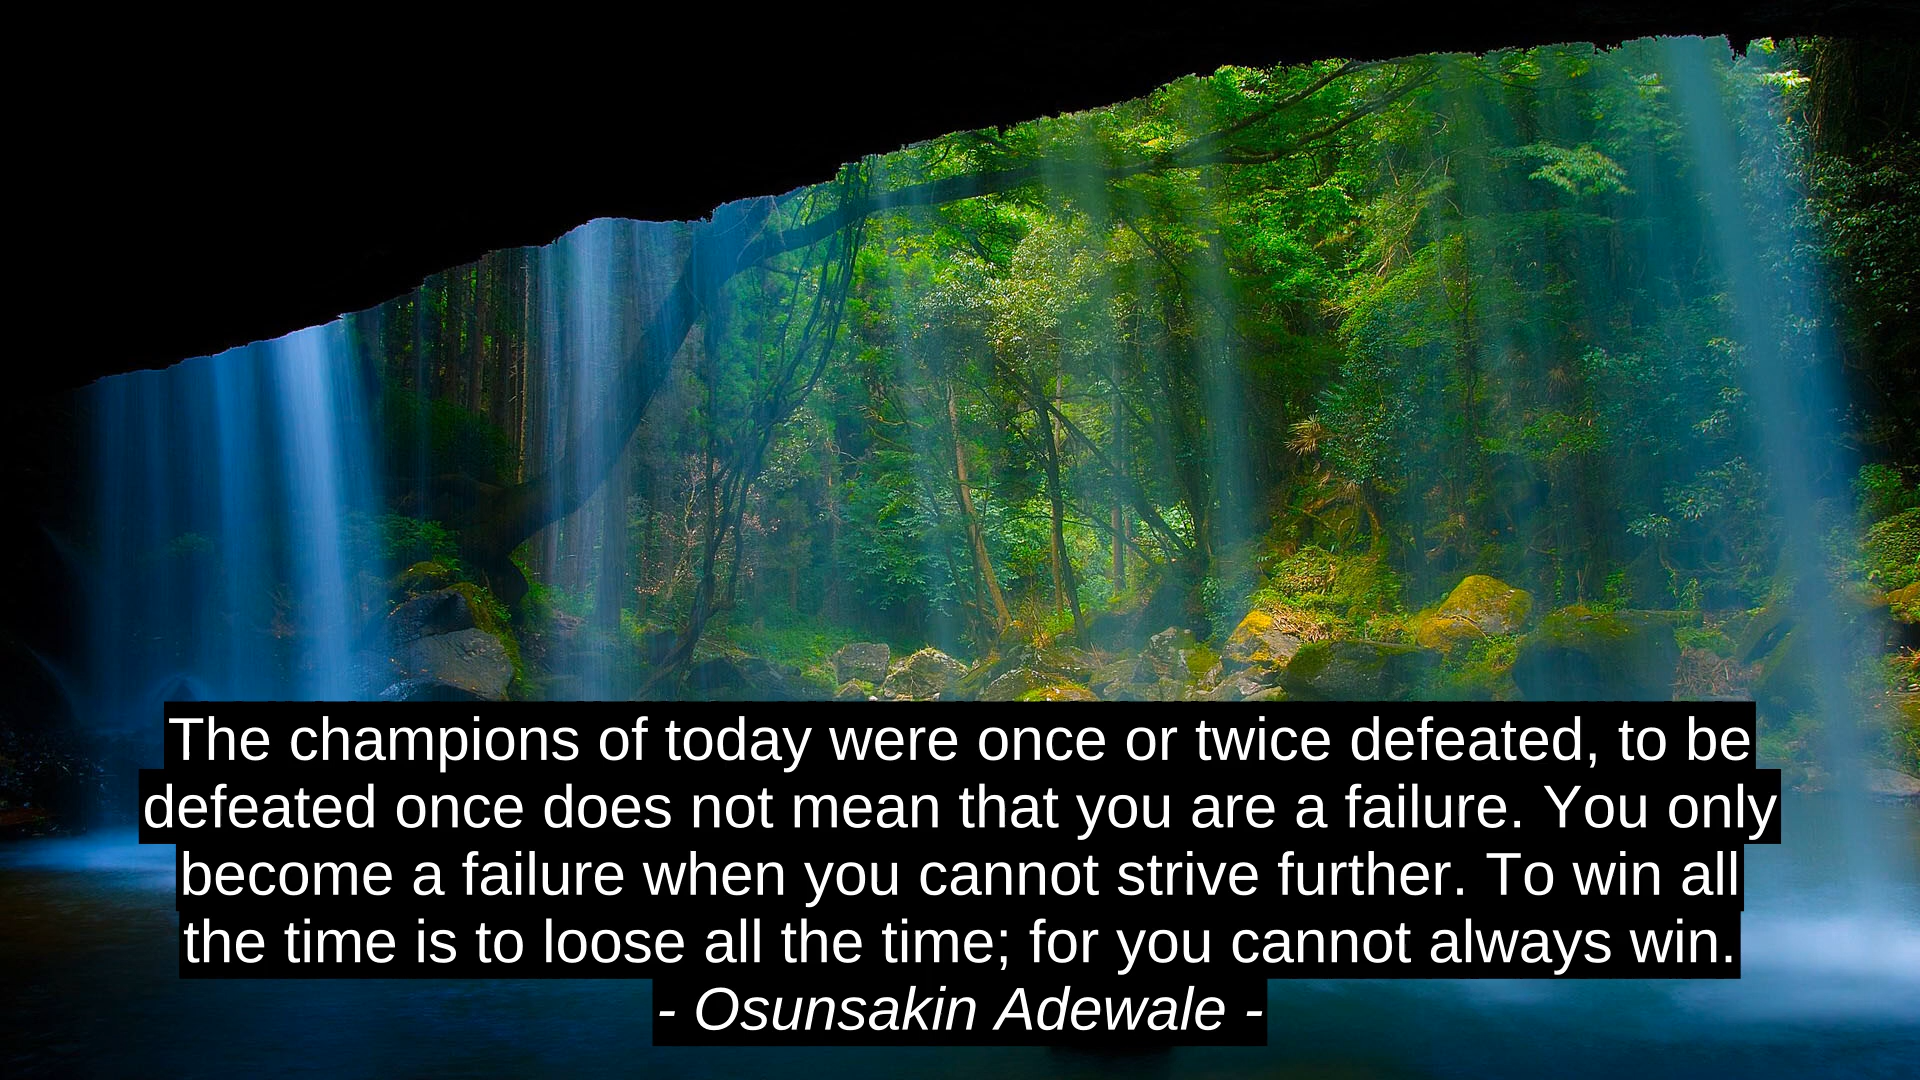 The champions of today were once or twice defeated, to be
defeated once does not mean that you are a failure. You only
become a failure when you cannot strive further. To win all
the time is to loose all the time; for you cannot always win.
- Osunsakin Adewale -